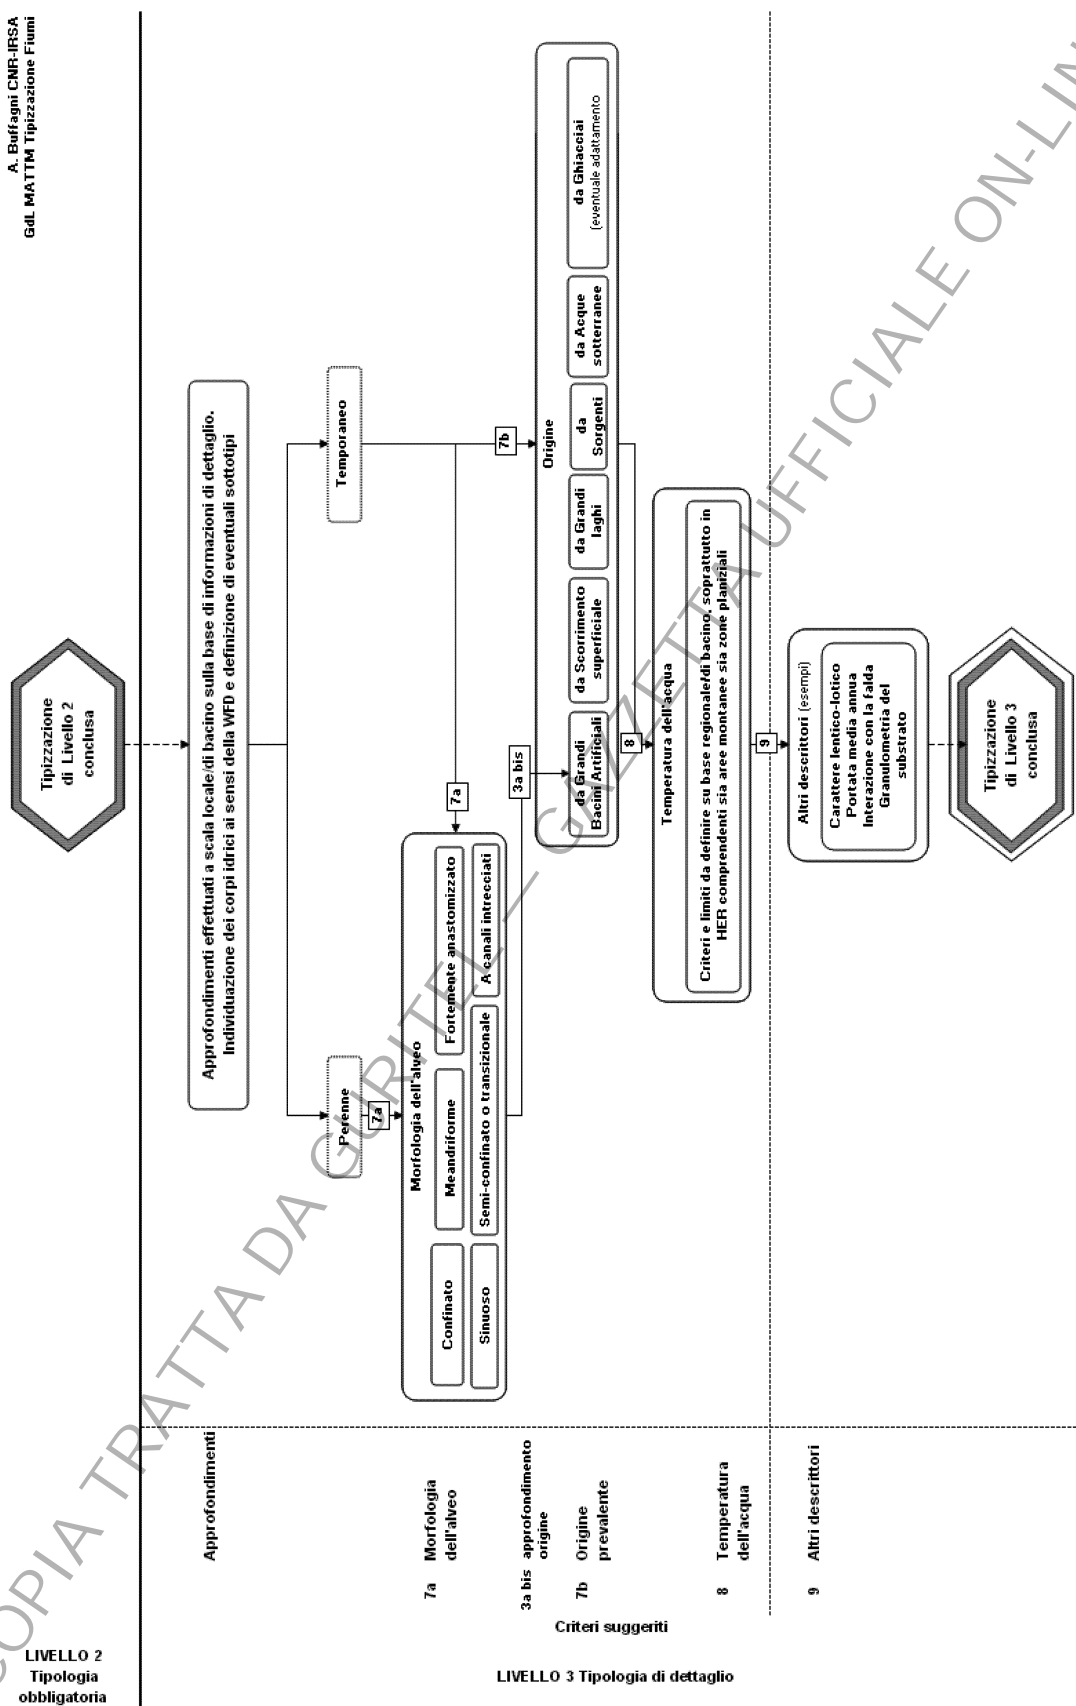 A. Buffagni CNR-IRSA
GdL MATTM Tipizzazione Fiumi
LIVELLO 2
Tipologia
obbligatoria
Tipizzazione
di Livello 2
conclusa
LIVELLO 3 Tipologia di dettaglio
Criteri suggeriti
Approfondimenti
Approfondimenti effettuati a scala locale/di bacino sulla base di informazioni di dettaglio.
Individuazione dei corpi idrici ai sensi della WFD e definizione di eventuali sottotipi
Perenne
Temporaneo
7a
7a
7b
7a Morfologia
dell'alveo
Morfologia dell'alveo
Confinato
Meandriforme
Fortemente anastomizzato
Sinuoso
Semi-confinato o transizionale
A canali intrecciati
3a bis approfondimento
origine
7b Origine
prevalente
3a bis
Origine
da Grandi
Bacini Artificiali
da Scorrimento
superficiale
da Grandi
laghi
da
Sorgenti
da Acque
sotterranee
da Ghiacciai
(eventuale adattamento
8
8 Temperatura
dell'acqua
Temperatura dell'acqua
Criteri e limiti da definire su base regionale/di bacino, soprattutto in
HER comprendenti sia aree montanee sia zone planiziali
9
9 Altri descrittori
Altri descrittori (esempi)
Carattere lentico-lotico
Portata media annua
Interazione con la falda
Granulometria del
substrato
Tipizzazione
di Livello 3
conclusa
COPIA TRATTA DA GURITEL — GAZZETTA UFFICIALE ON-LIN